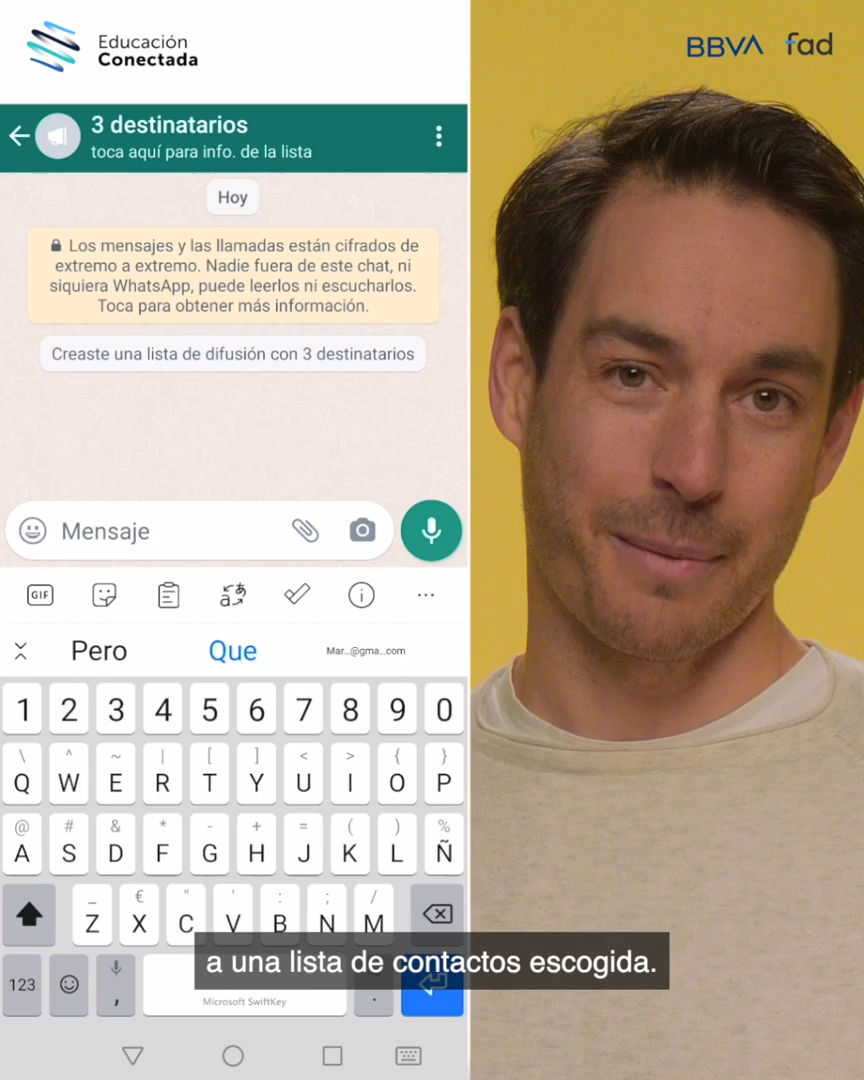 Educación
Conectada
BBVA
fad
3 destinatarios
toca aquí para info. de la lista
Hoy
Los mensajes y las llamadas están cifrados de
extremo a extremo. Nadie fuera de este chat, ni
siquiera WhatsApp, puede leerlos ni escucharlos.
Toca para obtener más información.
Creaste una lista de difusión con 3 destinatarios
Mensaje
GIF
Pero Que Mar...@gma...com
1 2 3 4 5 6 7 8 9 0
\ ^ ~ | [ ] < > { }
Q W E R T Y U I O P
@ # & * - + = ( ) %
A S D F G H J K L Ñ
_ € " ' : ; /
Z X C V B N M
a una lista de contactos escogida.
123 , .
Microsoft SwiftKey